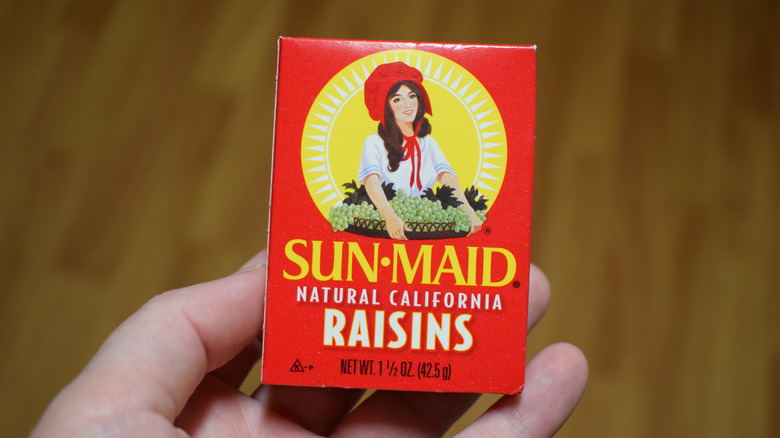 ®
SUN•MAID®
NATURAL CALIFORNIA
RAISINS
K-P NET WT. 1 1/2 OZ. (42.5 g)